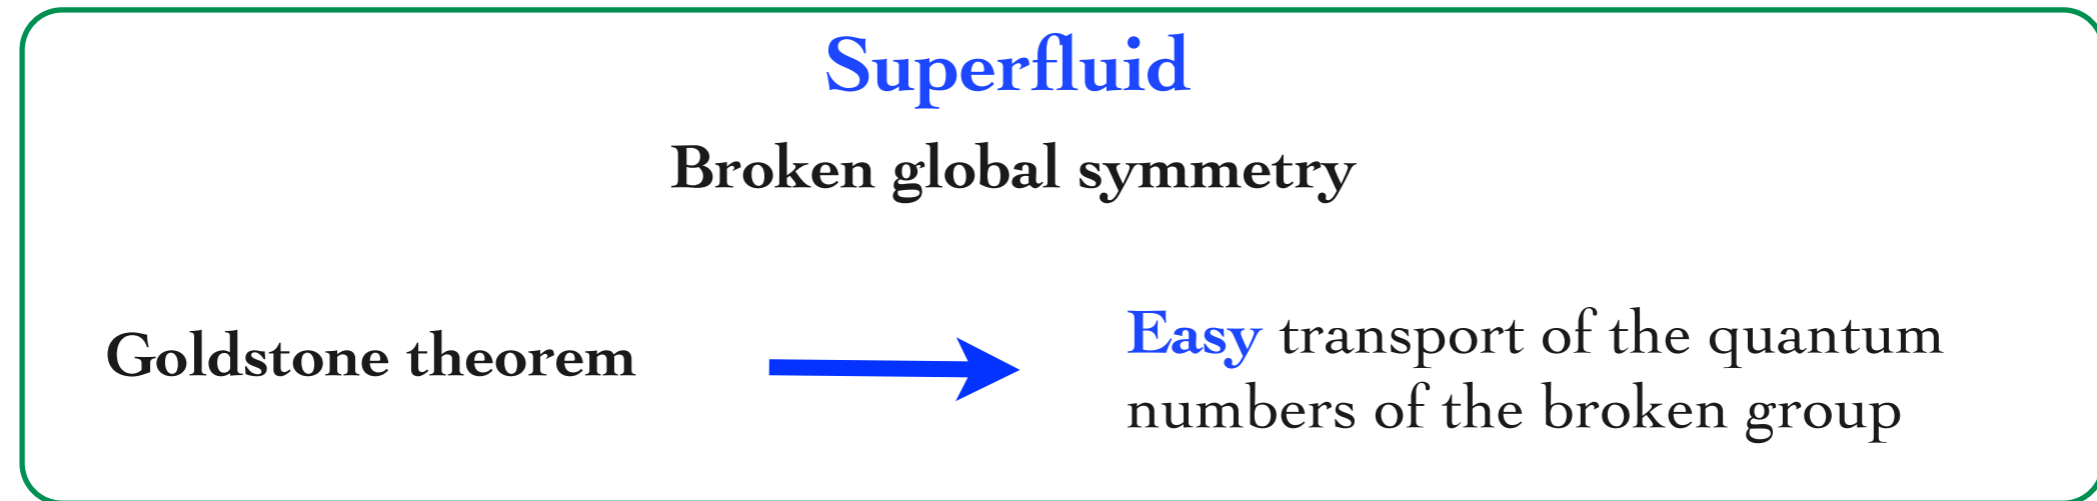 Superfluid
Broken global symmetry
Goldstone theorem
Easy transport of the quantum
numbers of the broken group